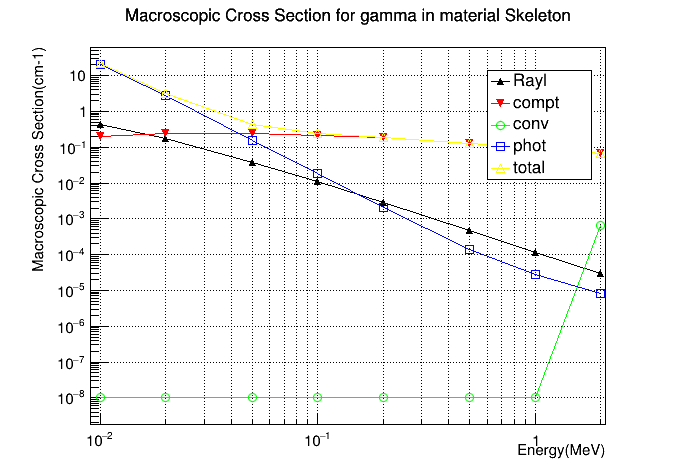 Macroscopic Cross Section for gamma in material Skeleton
Macroscopic Cross Section(cm-1)
10
1
10⁻¹
10⁻²
10⁻³
10⁻⁴
10⁻⁵
10⁻⁶
10⁻⁷
10⁻⁸
Rayl
compt
conv
phot
total
10⁻² 10⁻¹ 1
Energy(MeV)